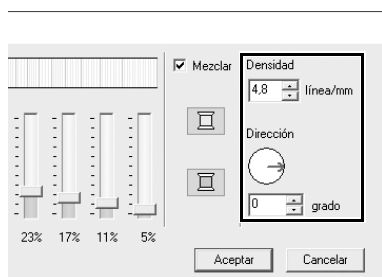 Mezclar
Densidad
4,8 línea/mm
Dirección
0 grado
23% 17% 11% 5%
Aceptar Cancelar